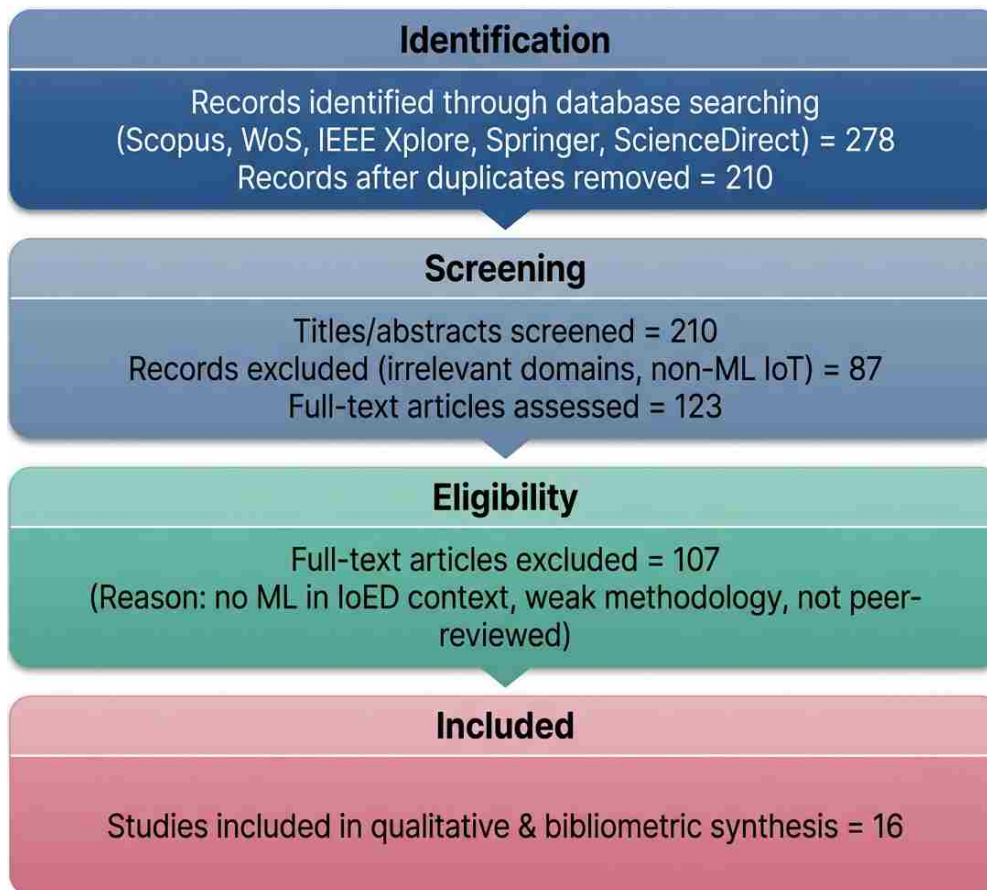 Identification
Records identified through database searching
(Scopus, WoS, IEEE Xplore, Springer, ScienceDirect) = 278
Records after duplicates removed = 210
Screening
Titles/abstracts screened = 210
Records excluded (irrelevant domains, non-ML IoT) = 87
Full-text articles assessed = 123
Eligibility
Full-text articles excluded = 107
(Reason: no ML in IoED context, weak methodology, not peer-
reviewed)
Included
Studies included in qualitative & bibliometric synthesis = 16